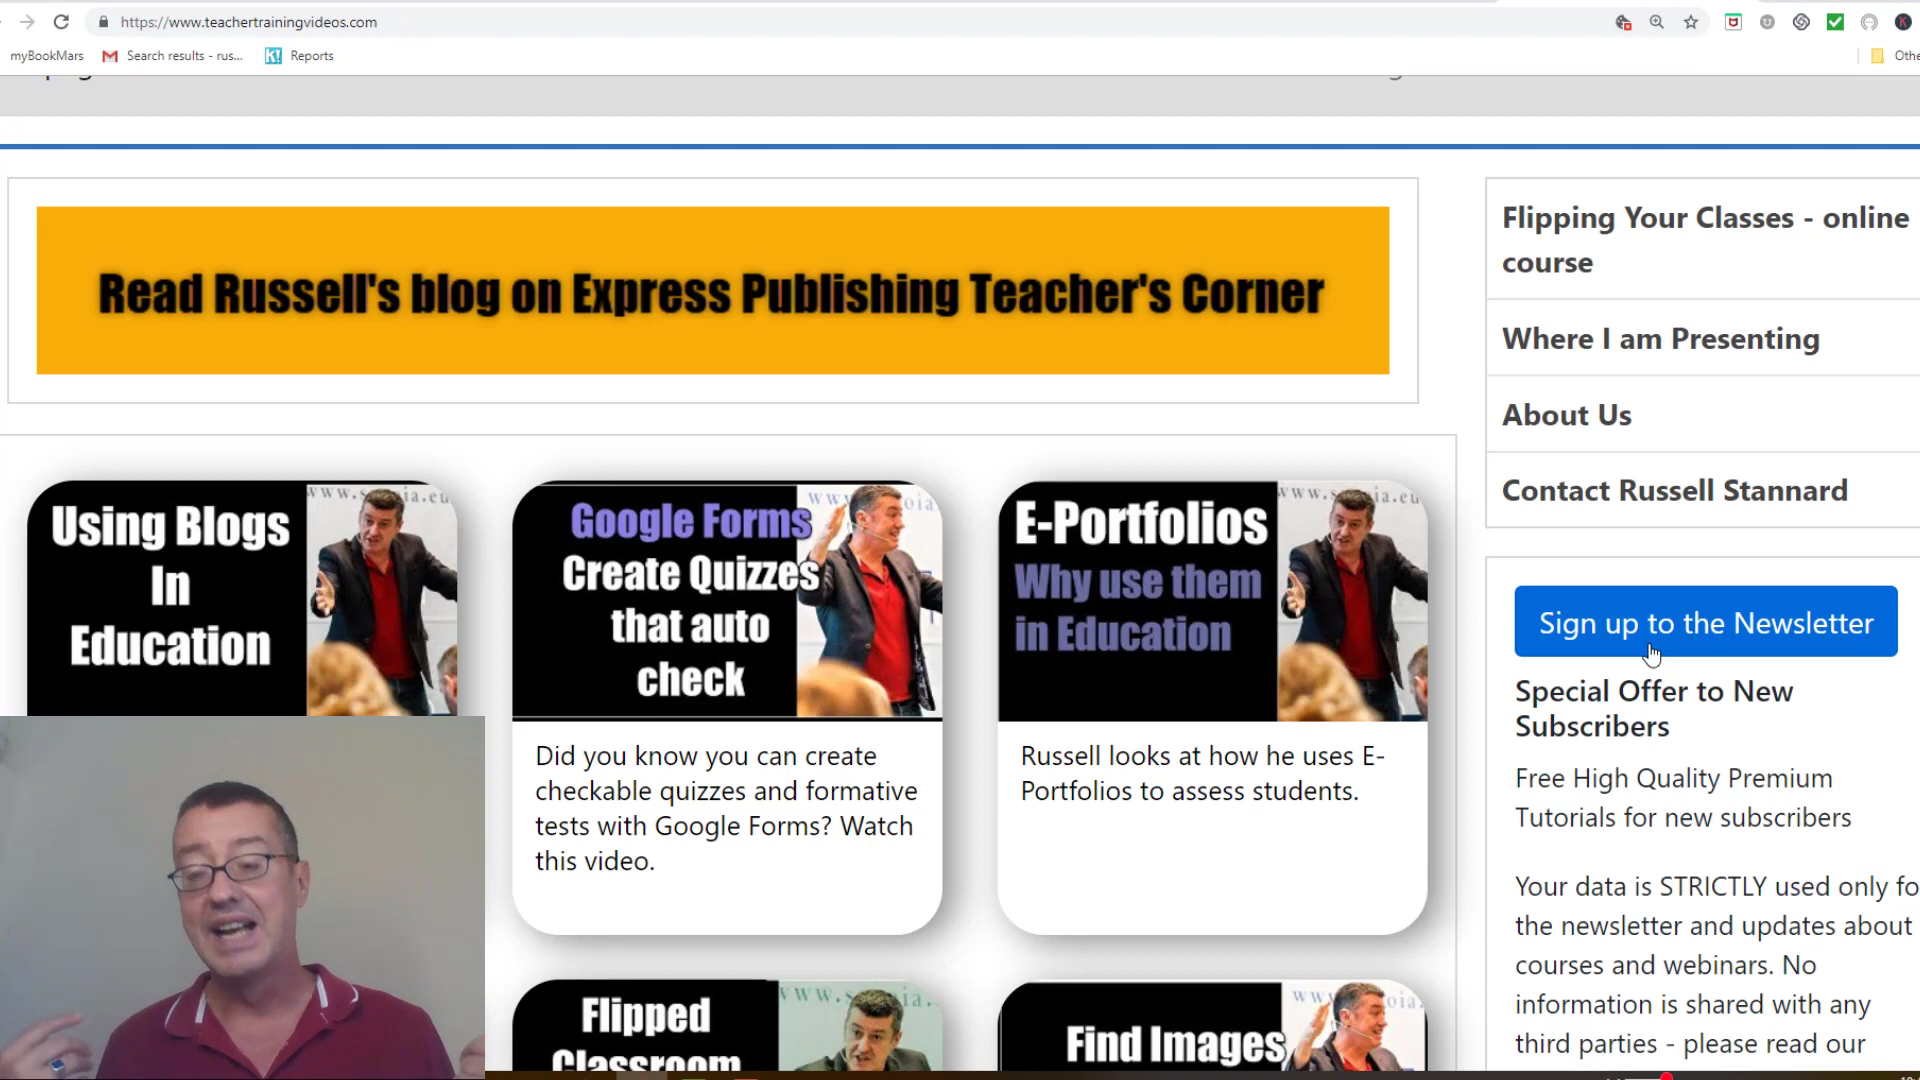 https://www.teachertrainingvideos.com
myBookMars
Search results - rus...
K!
Reports
Othe
Read Russell's blog on Express Publishing Teacher's Corner
Flipping Your Classes - online
course
Where I am Presenting
About Us
Contact Russell Stannard
Using Blogs
In
Education
Google Forms
Create Quizzes
that auto
check
Did you know you can create
checkable quizzes and formative
tests with Google Forms? Watch
this video.
E-Portfolios
Why use them
in Education
Russell looks at how he uses E-
Portfolios to assess students.
Sign up to the Newsletter
Special Offer to New
Subscribers
Free High Quality Premium
Tutorials for new subscribers
Your data is STRICTLY used only fo
the newsletter and updates about
courses and webinars. No
information is shared with any
third parties - please read our
Flipped
Classroom
Find Images